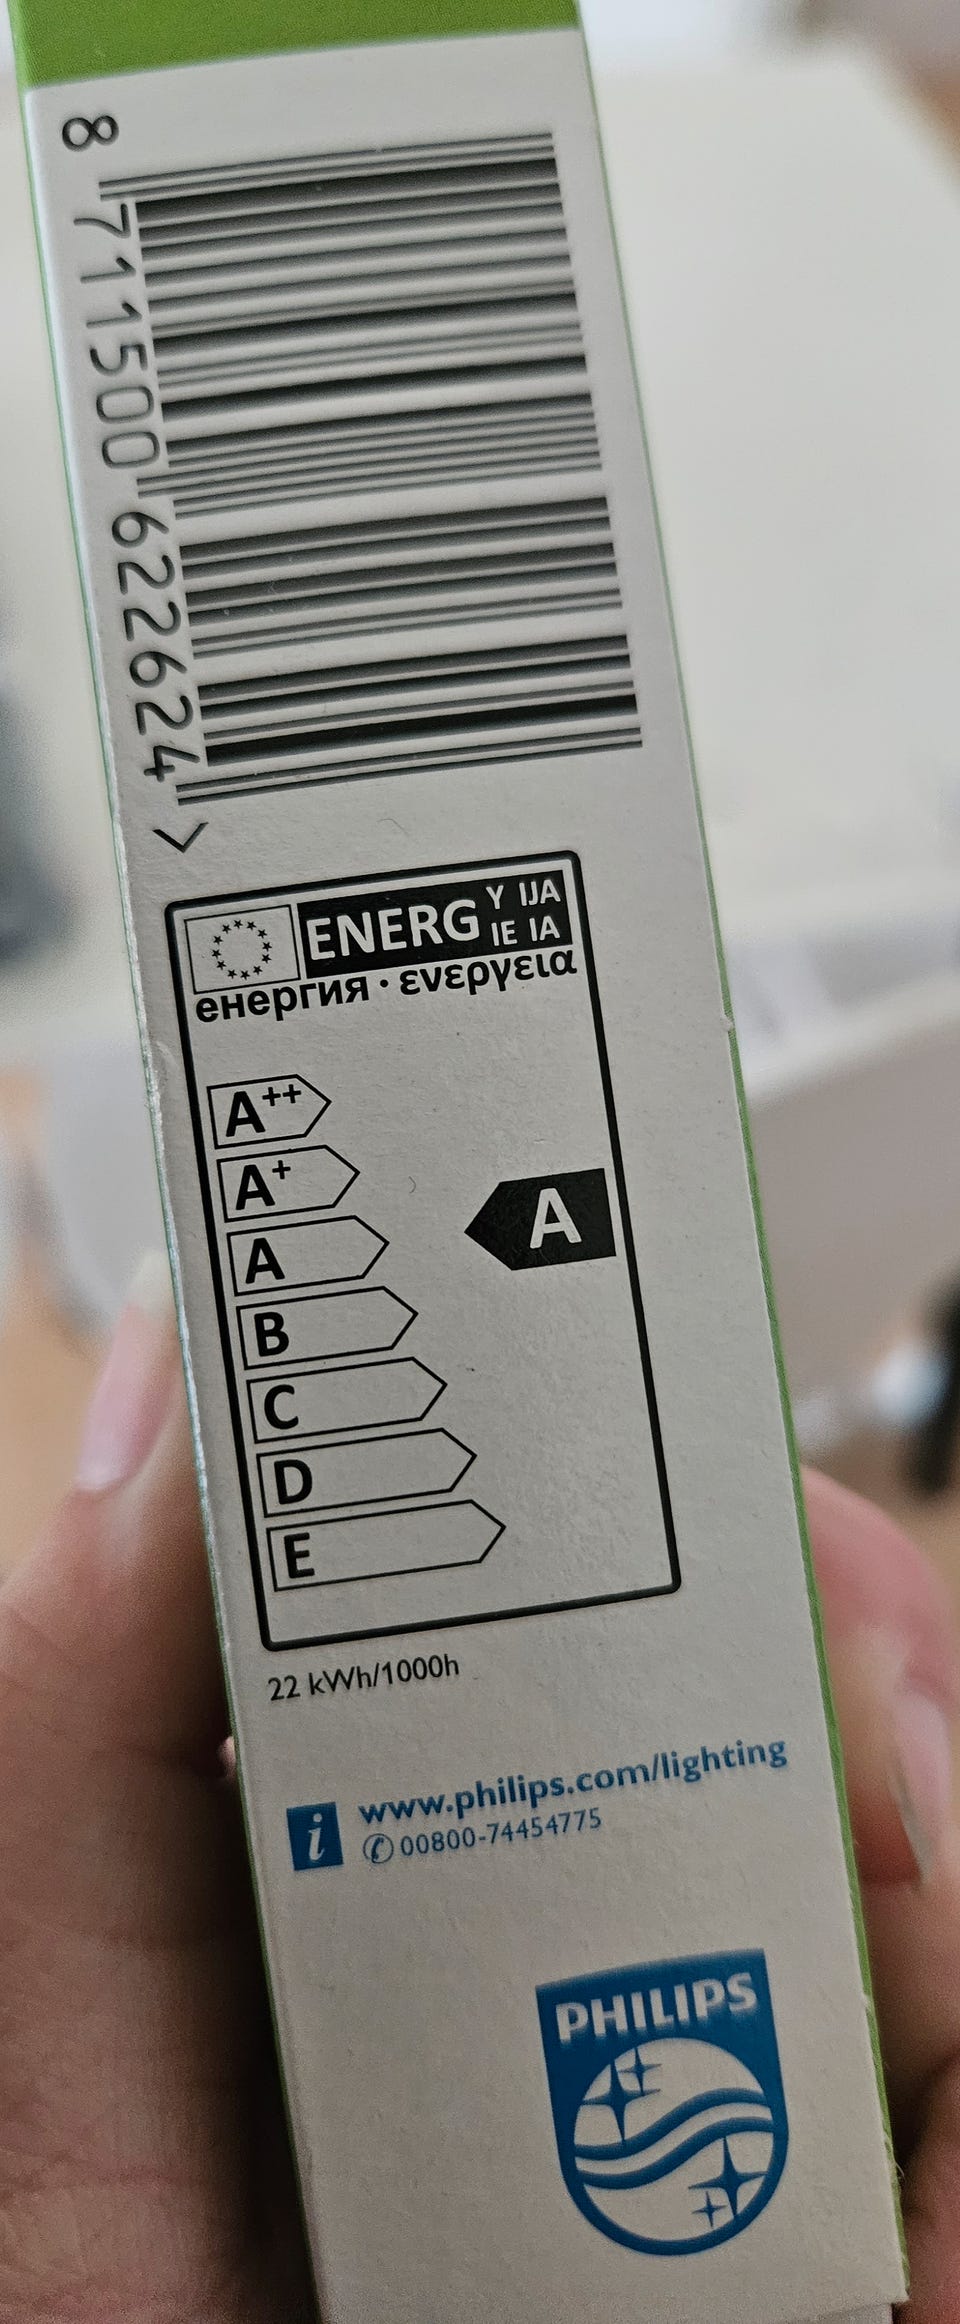 8 711500 622624 >
ENERG Y IJA
IE IA
енергия · ενεργεια
A++
A+
A
A
B
C
D
E
22 kWh/1000h
i www.philips.com/lighting
✆ 00800-74454775
PHILIPS